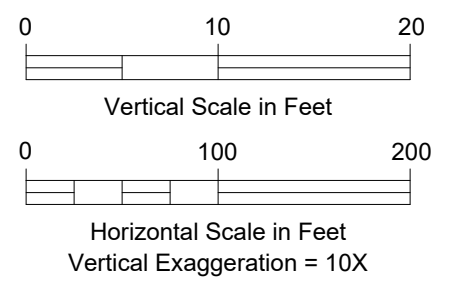 0 10 20
Vertical Scale in Feet
0 100 200
Horizontal Scale in Feet
Vertical Exaggeration = 10X